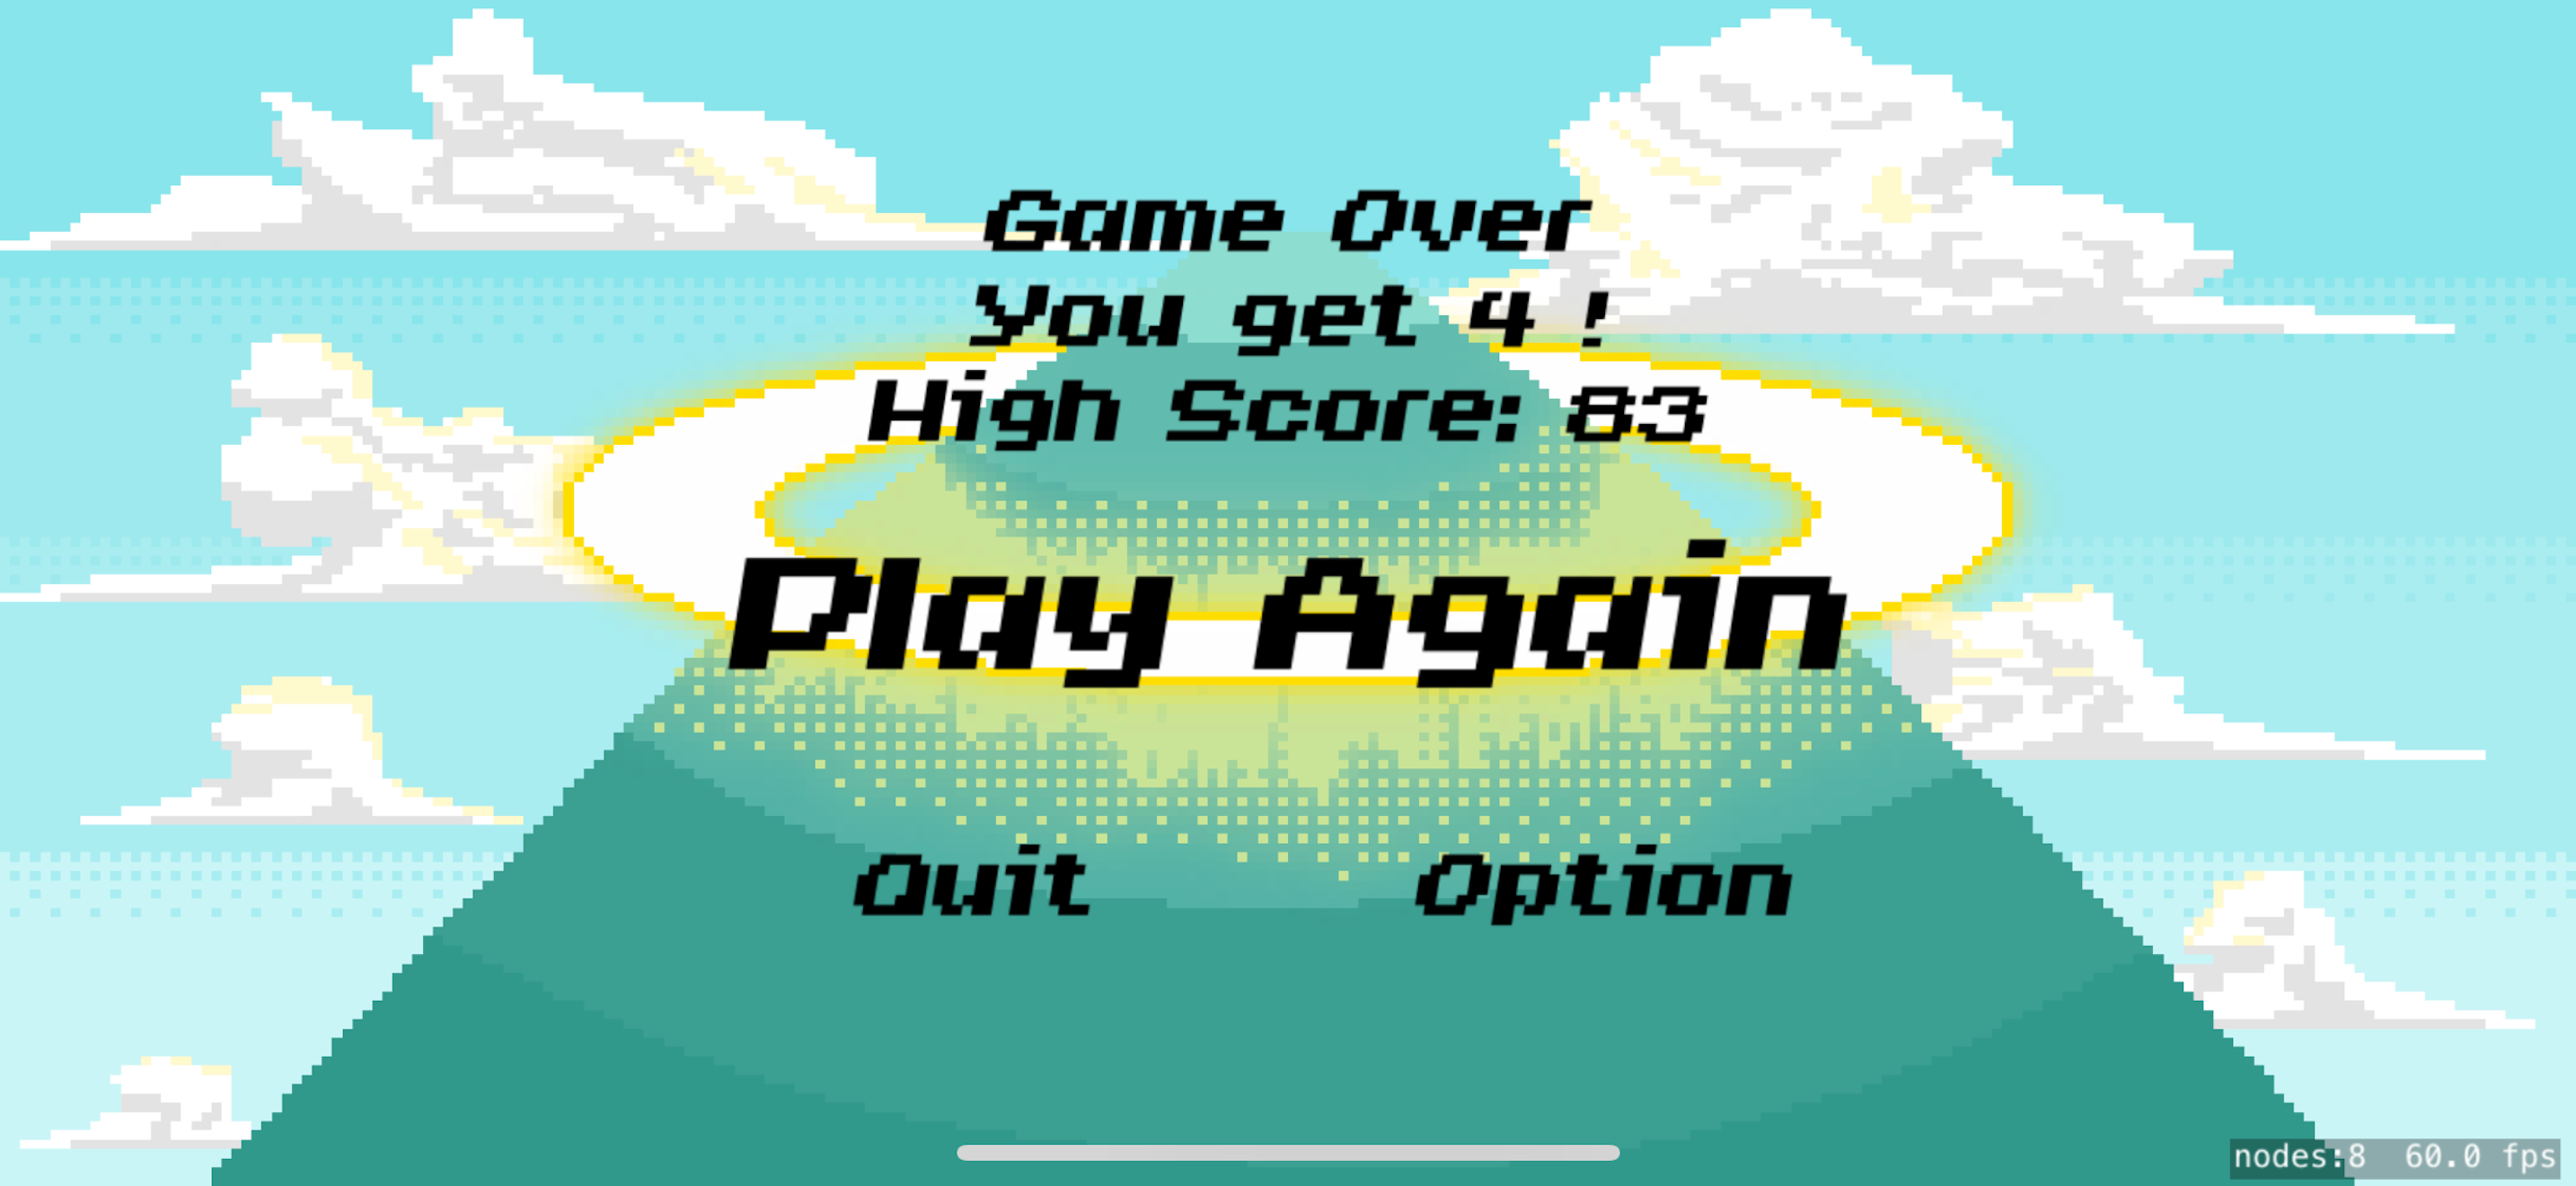 Game Over
You get 4 !
High Score: 83
Play Again
Quit Option
nodes:8 60.0 fps